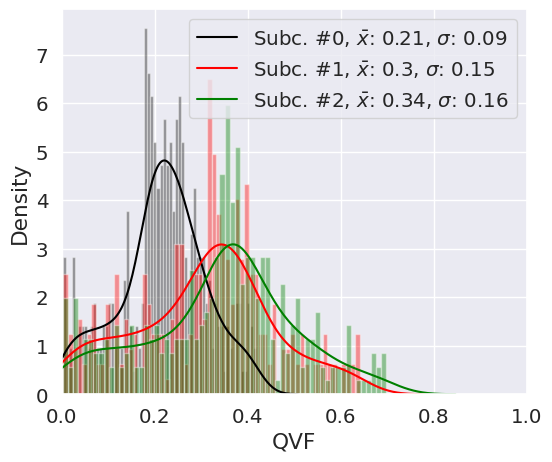 Subc. #0, x̄: 0.21, σ: 0.09
Subc. #1, x̄: 0.3, σ: 0.15
Subc. #2, x̄: 0.34, σ: 0.16
Density
7
6
5
4
3
2
1
0
0.0 0.2 0.4 0.6 0.8 1.0
QVF